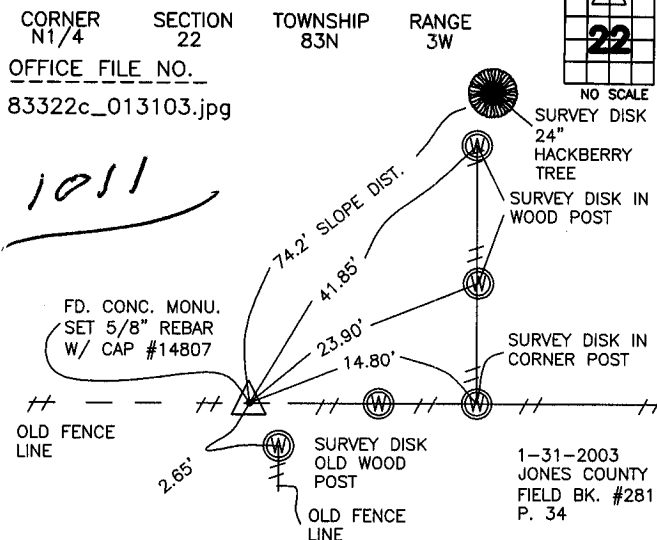 CORNER SECTION TOWNSHIP RANGE
N1/4 22 83N 3W
OFFICE FILE NO.
83322c_013103.jpg
22
NO SCALE
1011
SURVEY DISK
24"
HACKBERRY
TREE
74.2' SLOPE DIST.
41.85'
23.90'
14.80'
SURVEY DISK IN
WOOD POST
W
W
FD. CONC. MONU.
SET 5/8" REBAR
W/ CAP #14807
SURVEY DISK IN
CORNER POST
W
W
OLD FENCE
LINE
2.65'
W
SURVEY DISK
OLD WOOD
POST
OLD FENCE
LINE
1-31-2003
JONES COUNTY
FIELD BK. #281
P. 34